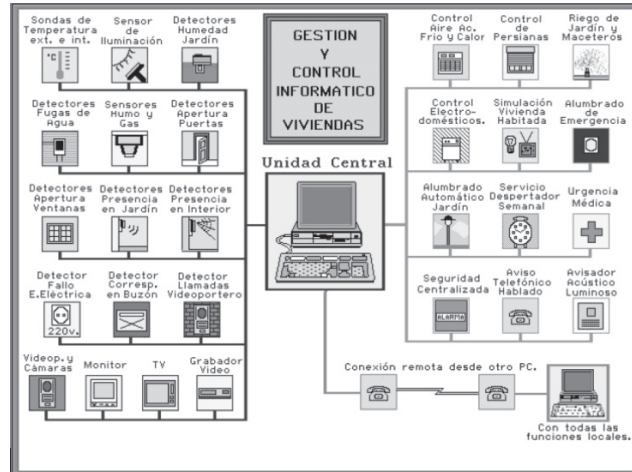 Sondas de
Temperatura
ext. e int.
Sensor
de
Iluminación
Detectores
Humedad
Jardín
GESTION
Y
CONTROL
INFORMATICO
DE
VIVIENDAS
Control
Aire Ac.
Frío y Calor
Control
de
Persianas
Riego de
Jardín y
Maceteros
°C
Detectores
Fugas de
Agua
Sensores
Humo y
Gas
Detectores
Apertura
Puertas
Control
Electro-
domésticos.
Simulación
Vivienda
Habitada
Alumbrado
de
Emergencia
Unidad Central
Detectores
Apertura
Ventanas
Detectores
Presencia
en Jardín
Detectores
Presencia
en Interior
Alumbrado
Automático
Jardín
Servicio
Despertador
Semanal
Urgencia
Médica
Detector
Fallo
E.Eléctrica
Detector
Corresp.
en Buzón
Detector
Llamadas
Videoportero
Seguridad
Centralizada
Aviso
Telefónico
Hablado
Avisador
Acústico
Luminoso
220v.
ALARMA
Videop.y
Cámaras
Monitor
TV
Grabador
Video
Conexión remota desde otro PC.
Con todas las
funciones locales.